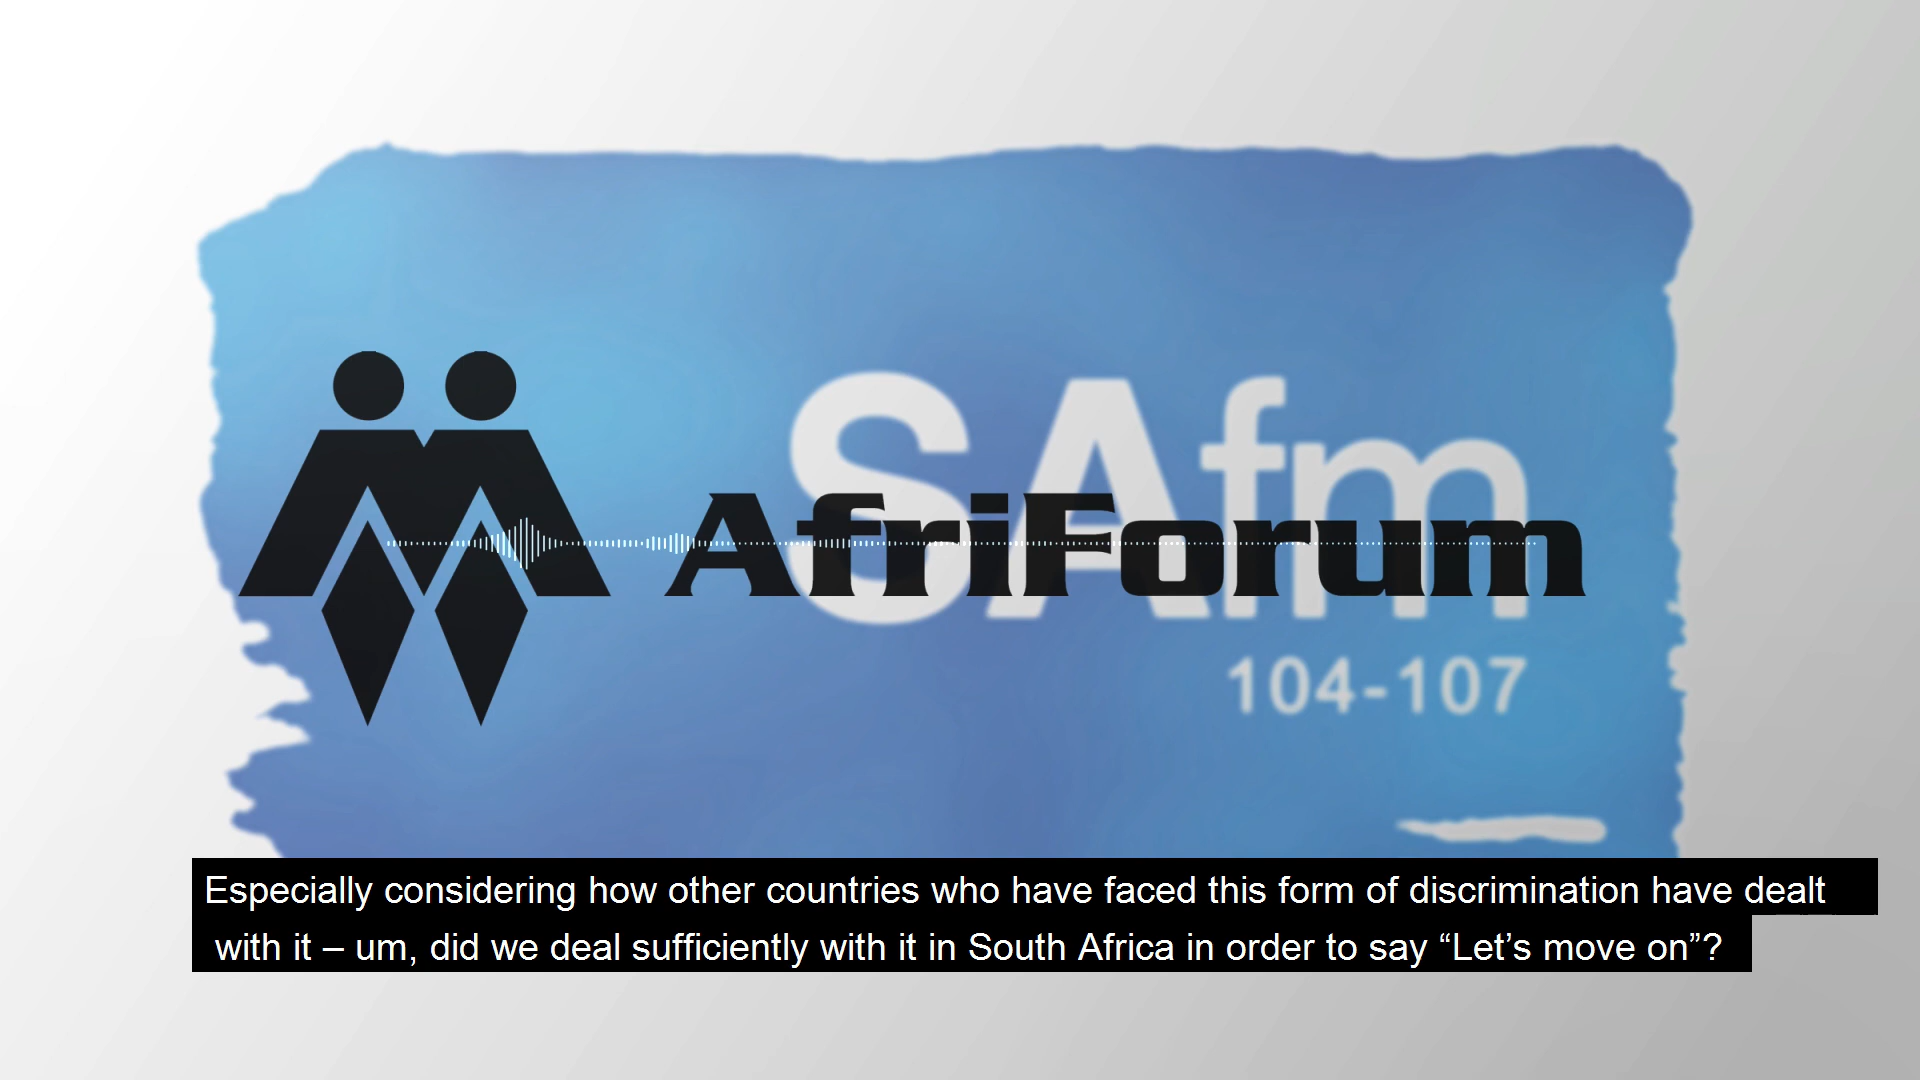 SAfm
AfriForum
104-107
Especially considering how other countries who have faced this form of discrimination have dealt
with it – um, did we deal sufficiently with it in South Africa in order to say “Let’s move on”?